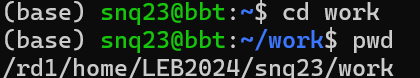 (base) snq23@bbt:~$ cd work
(base) snq23@bbt:~/work$ pwd
/rd1/home/LEB2024/snq23/work